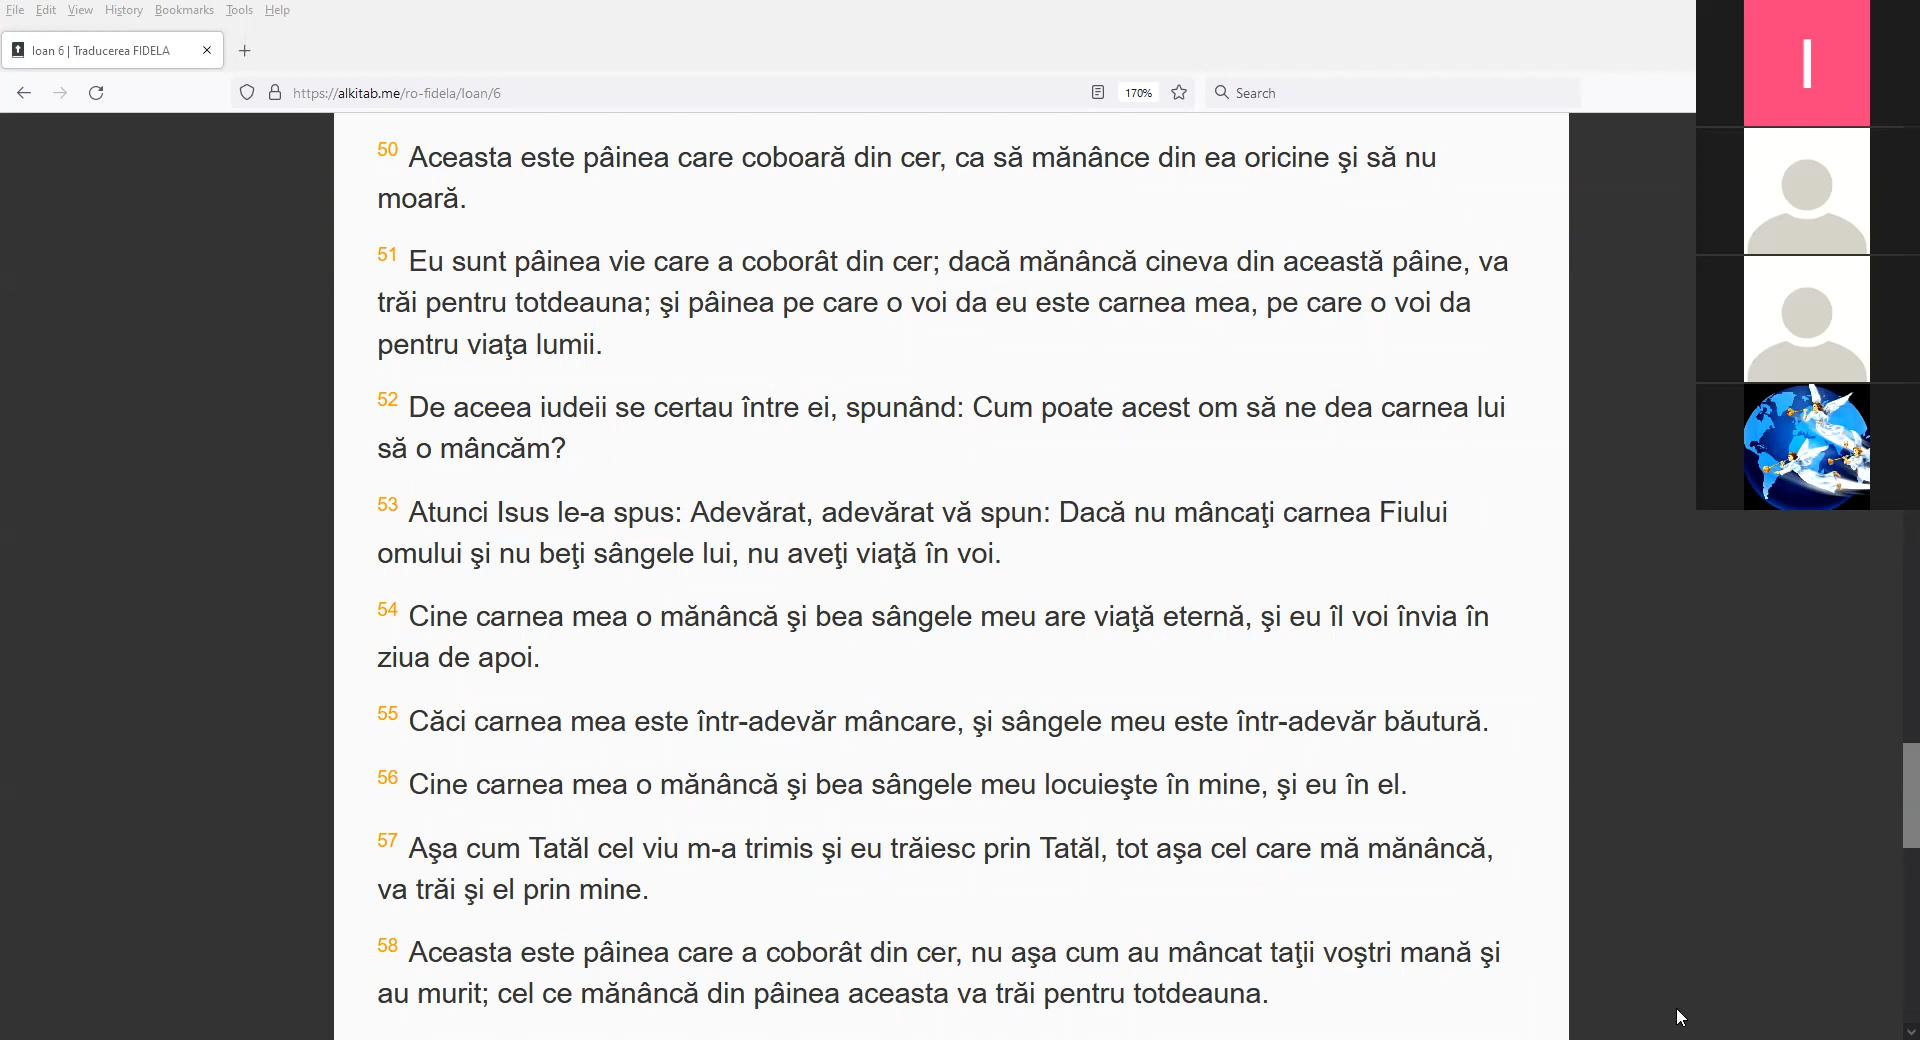 File Edit View History Bookmarks Tools Help
Ioan 6 | Traducerea FIDELA
https://alkitab.me/ro-fidela/Ioan/6
170%
Search
I
50 Aceasta este pâinea care coboară din cer, ca să mănânce din ea oricine şi să nu
moară.
51 Eu sunt pâinea vie care a coborât din cer; dacă mănâncă cineva din această pâine, va
trăi pentru totdeauna; şi pâinea pe care o voi da eu este carnea mea, pe care o voi da
pentru viaţa lumii.
52 De aceea iudeii se certau între ei, spunând: Cum poate acest om să ne dea carnea lui
să o mâncăm?
53 Atunci Isus le-a spus: Adevărat, adevărat vă spun: Dacă nu mâncaţi carnea Fiului
omului şi nu beţi sângele lui, nu aveţi viaţă în voi.
54 Cine carnea mea o mănâncă şi bea sângele meu are viaţă eternă, şi eu îl voi învia în
ziua de apoi.
55 Căci carnea mea este într-adevăr mâncare, şi sângele meu este într-adevăr băutură.
56 Cine carnea mea o mănâncă şi bea sângele meu locuieşte în mine, şi eu în el.
57 Aşa cum Tatăl cel viu m-a trimis şi eu trăiesc prin Tatăl, tot aşa cel care mă mănâncă,
va trăi şi el prin mine.
58 Aceasta este pâinea care a coborât din cer, nu aşa cum au mâncat taţii voştri mană şi
au murit; cel ce mănâncă din pâinea aceasta va trăi pentru totdeauna.